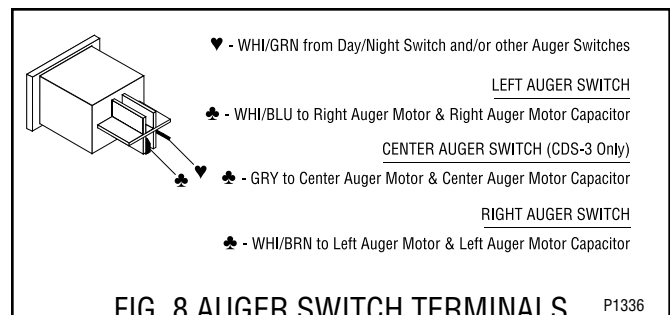 ♥ - WHI/GRN from Day/Night Switch and/or other Auger Switches
LEFT AUGER SWITCH
♣ - WHI/BLU to Right Auger Motor & Right Auger Motor Capacitor
CENTER AUGER SWITCH (CDS-3 Only)
♣ - GRY to Center Auger Motor & Center Auger Motor Capacitor
RIGHT AUGER SWITCH
♣ - WHI/BRN to Left Auger Motor & Left Auger Motor Capacitor
♣ ♥
FIG. 8 AUGER SWITCH TERMINALS P1336